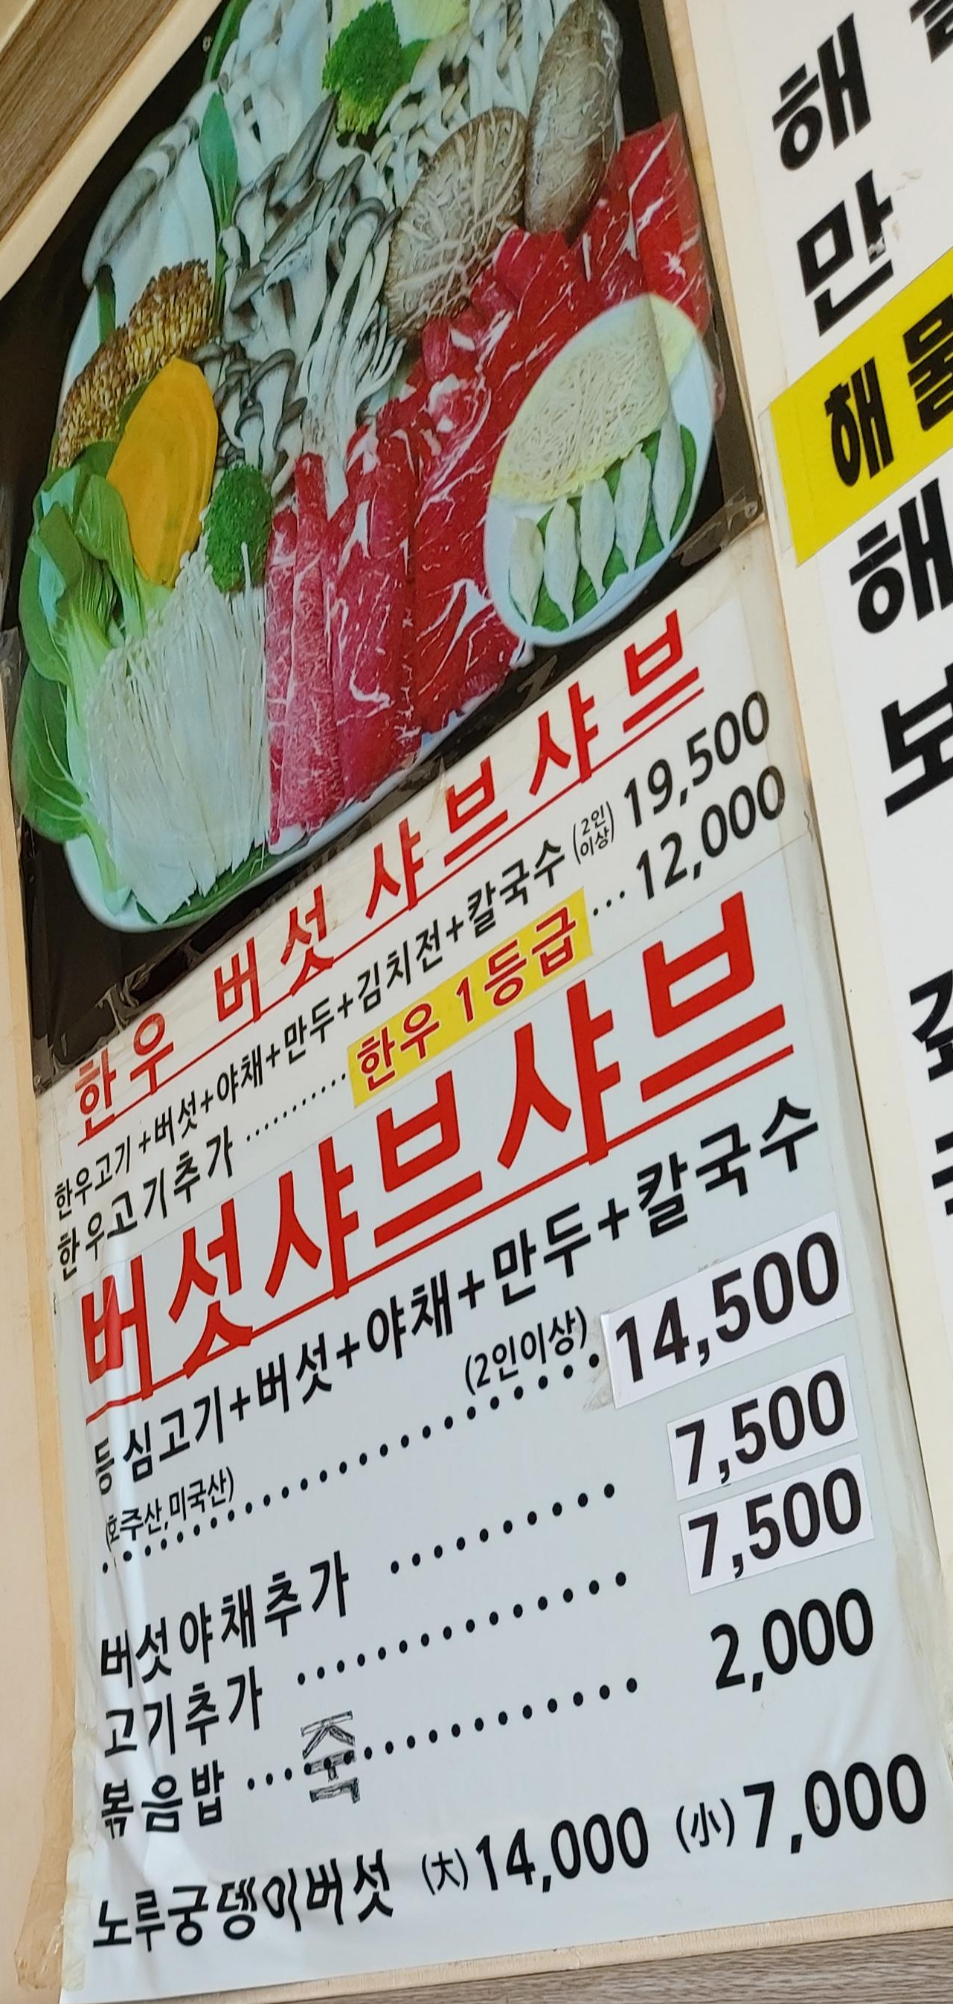 한우 버섯 샤브샤브
한우고기+버섯+야채+만두+김치전+칼국수 (2인이상) 19,500
한우고기추가 .......... 한우1등급 ... 12,000
버섯샤브샤브
등심고기+버섯+야채+만두+칼국수
(호주산,미국산) (2인이상) 14,500
버섯야채추가 ......... 7,500
고기추가 .............. 7,500
볶음밥 ... 죽 ............ 2,000
노루궁뎅이버섯 (大) 14,000 (小) 7,000
해
만
해물
해
보